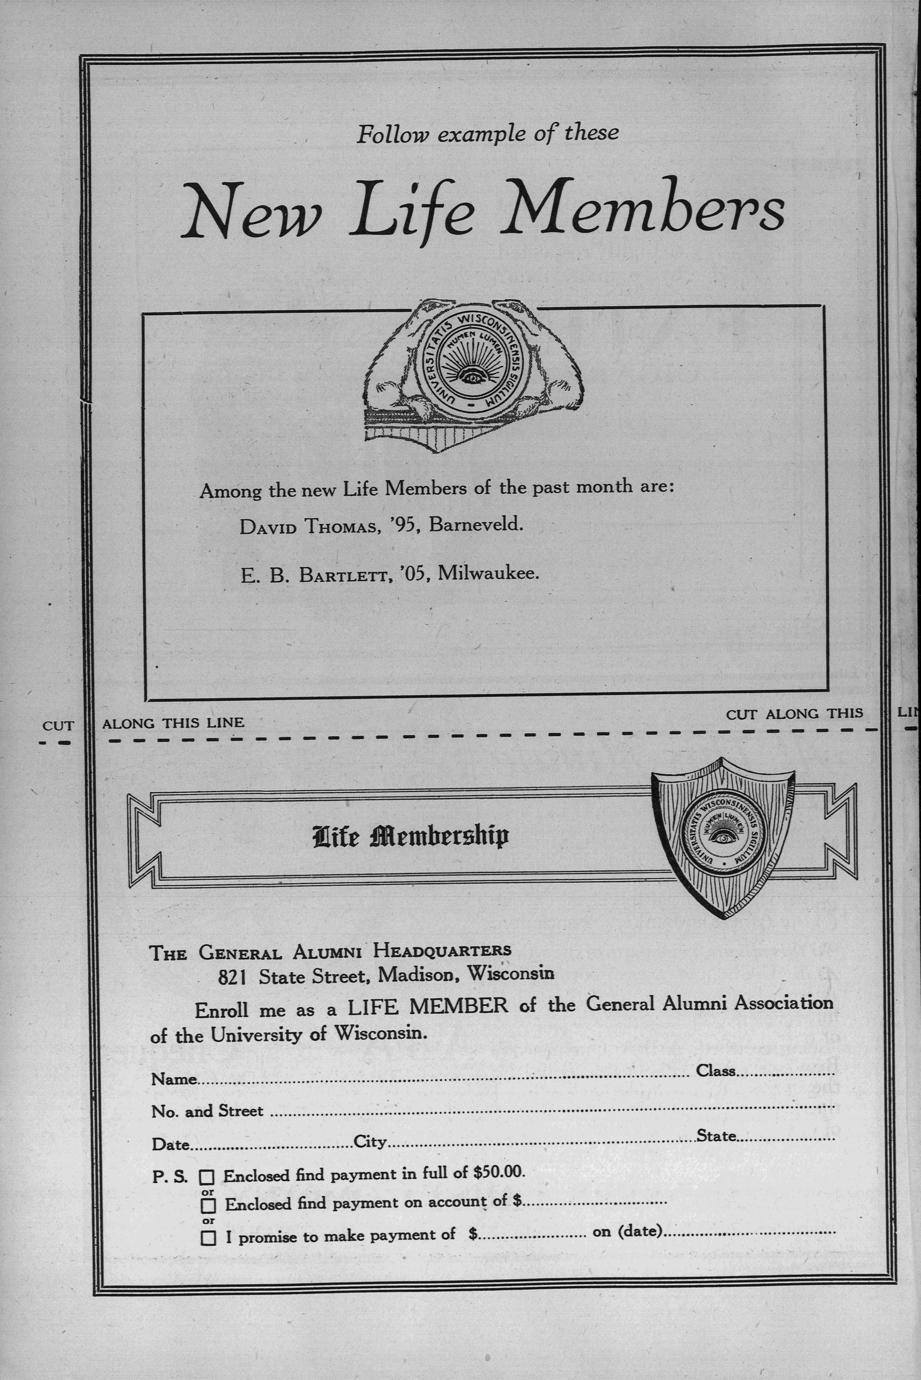 Follow example of these
New Life Members
UNIVERSITATIS WISCONSINENSIS SIGILLUM
NUMEN LUMEN
Among the new Life Members of the past month are:
DAVID THOMAS, '95, Barneveld.
E. B. BARTLETT, '05, Milwaukee.
CUT ALONG THIS LINE CUT ALONG THIS LIN
Life Membership
UNIVERSITATIS WISCONSINENSIS SIGILLUM
NUMEN LUMEN
THE GENERAL ALUMNI HEADQUARTERS
821 State Street, Madison, Wisconsin
Enroll me as a LIFE MEMBER of the General Alumni Association
of the University of Wisconsin.
Name.......... Class..........
No. and Street ..........
Date..........City..........State..........
P. S. ☐ Enclosed find payment in full of $50.00.
or
☐ Enclosed find payment on account of $..........
or
☐ I promise to make payment of $.......... on (date)..........